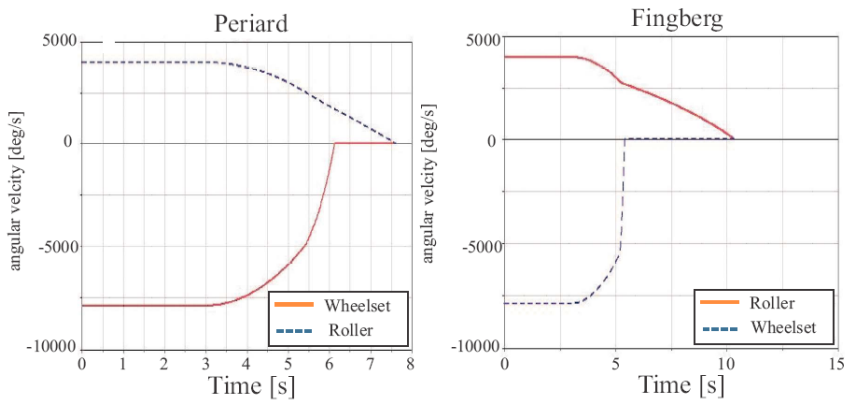 Periard
5000
0
-5000
-10000
angular velcity [deg/s]
0 1 2 3 4 5 6 7 8
Time [s]
Wheelset
Roller
Fingberg
5000
0
-5000
-10000
angular velcity [deg/s]
0 5 10 15
Time [s]
Roller
Wheelset